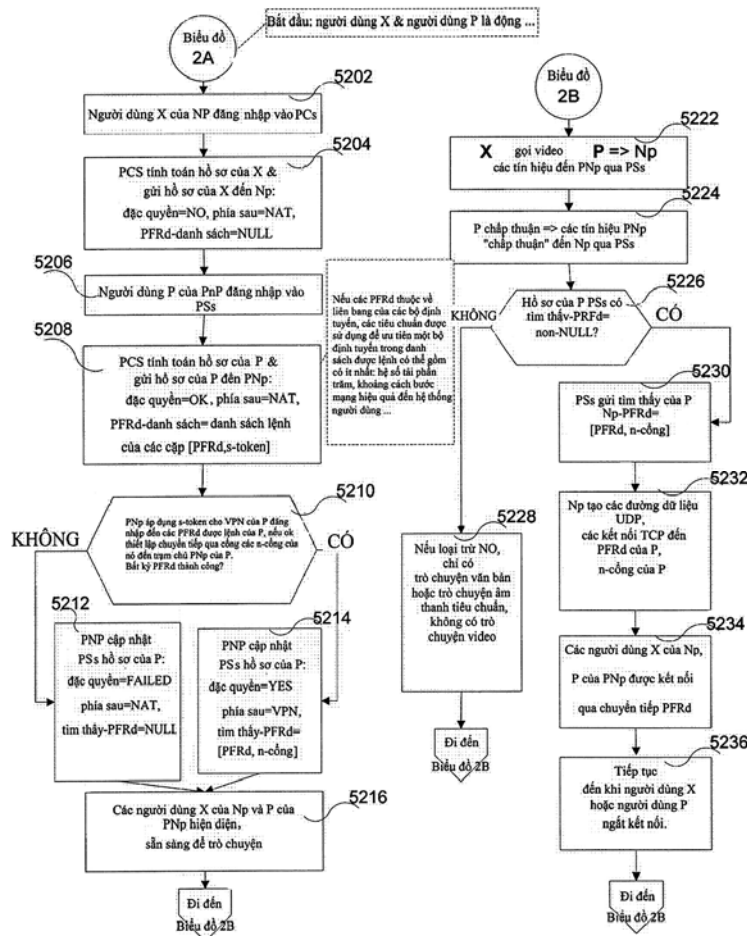 Biểu đồ
2A
Bắt đầu: người dùng X & người dùng P là động ...
5202
Người dùng X của NP đăng nhập vào PCs
5204
PCS tính toán hồ sơ của X &
gửi hồ sơ của X đến Np:
đặc quyền=NO, phía sau=NAT,
PFRd-danh sách=NULL
5206
Người dùng P của PnP đăng nhập vào
PSs
5208
PCS tính toán hồ sơ của P &
gửi hồ sơ của P đến PNp:
đặc quyền=OK, phía sau=NAT,
PFRd-danh sách= danh sách lệnh
của các cặp [PFRd,s-token]
Nếu các PFRd thuộc về
liên bang của các bộ định
tuyến, các tiêu chuẩn được
sử dụng để ưu tiên một bộ
định tuyến trong danh
sách được lệnh có thể gồm
có ít nhất: hệ số tải phần
trăm, khoảng cách bước
mạng hiệu quả đến hệ thống
người dùng ...
5210
PNp áp dụng s-token cho VPN của P đăng
nhập đến các PFRd được lệnh của P, nếu ok
thiết lập chuyển tiếp qua cổng các n-cổng của
nó đến trạm chủ PNp của P.
Bất kỳ PFRd thành công?
KHÔNG
CÓ
5212
PNP cập nhật
PSs hồ sơ của P:
đặc quyền=FAILED
phía sau=NAT,
tìm thấy-PFRd=NULL
5214
PNP cập nhật
PSs hồ sơ của P:
đặc quyền=YES
phía sau=VPN,
tìm thấy-PFRd=
[PFRd, n-cổng]
5216
Các người dùng X của Np và P của
PNp hiện diện,
sẵn sàng để trò chuyện
Đi đến
Biểu đồ 2B
Biểu đồ
2B
5222
X gọi video P => Np
các tín hiệu đến PNp qua PSs
5224
P chấp thuận => các tín hiệu PNp
"chấp thuận" đến Np qua PSs
5226
Hồ sơ của P PSs có
tìm thấy-PRFd=
non-NULL?
KHÔNG
CÓ
5228
Nếu loại trừ NO,
chỉ có
trò chuyện văn bản
hoặc trò chuyện âm
thanh tiêu chuẩn,
không có trò
chuyện video
Đi đến
Biểu đồ 2B
5230
PSs gửi tìm thấy của P
Np-PFRd=
[PFRd, n-cổng]
5232
Np tạo các đường dữ liệu
UDP,
các kết nối TCP đến
PFRd của P,
n-cổng của P
5234
Các người dùng X của Np,
P của PNp được kết nối
qua chuyển tiếp PFRd
5236
Tiếp tục
đến khi người dùng X
hoặc người dùng P
ngắt kết nối.
Đi đến
Biểu đồ 2B